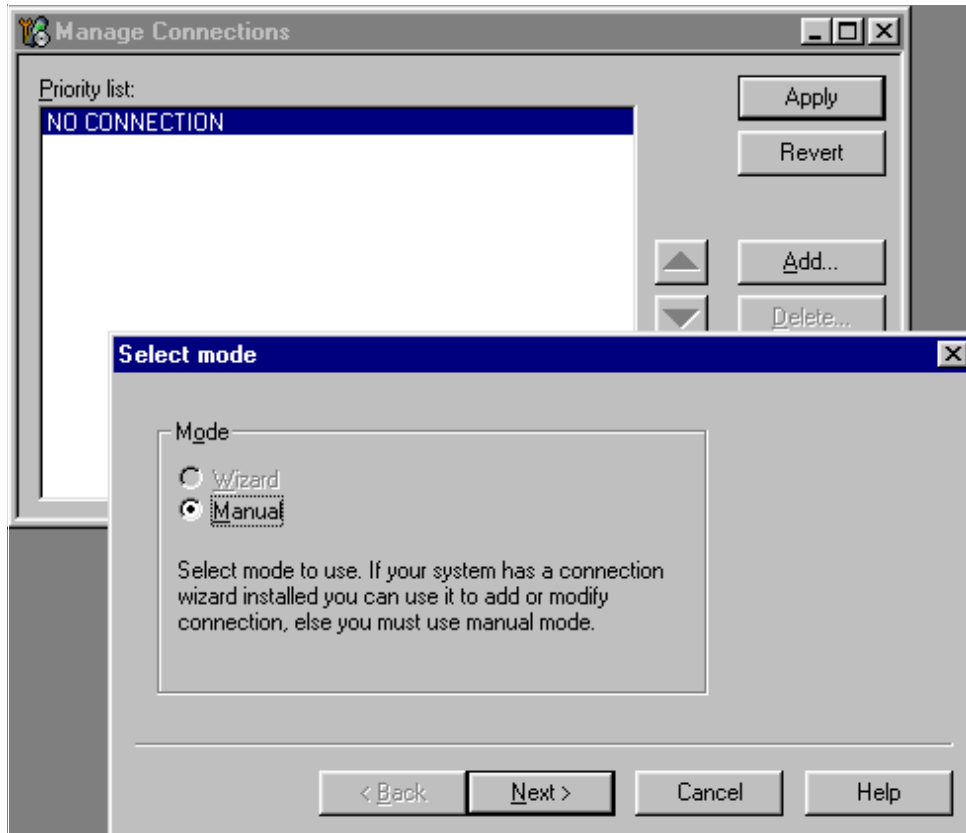 Manage Connections
Priority list:
NO CONNECTION
Apply
Revert
Add...
Delete...
Select mode
Mode
Wizard
Manual
Select mode to use. If your system has a connection
wizard installed you can use it to add or modify
connection, else you must use manual mode.
< Back
Next >
Cancel
Help